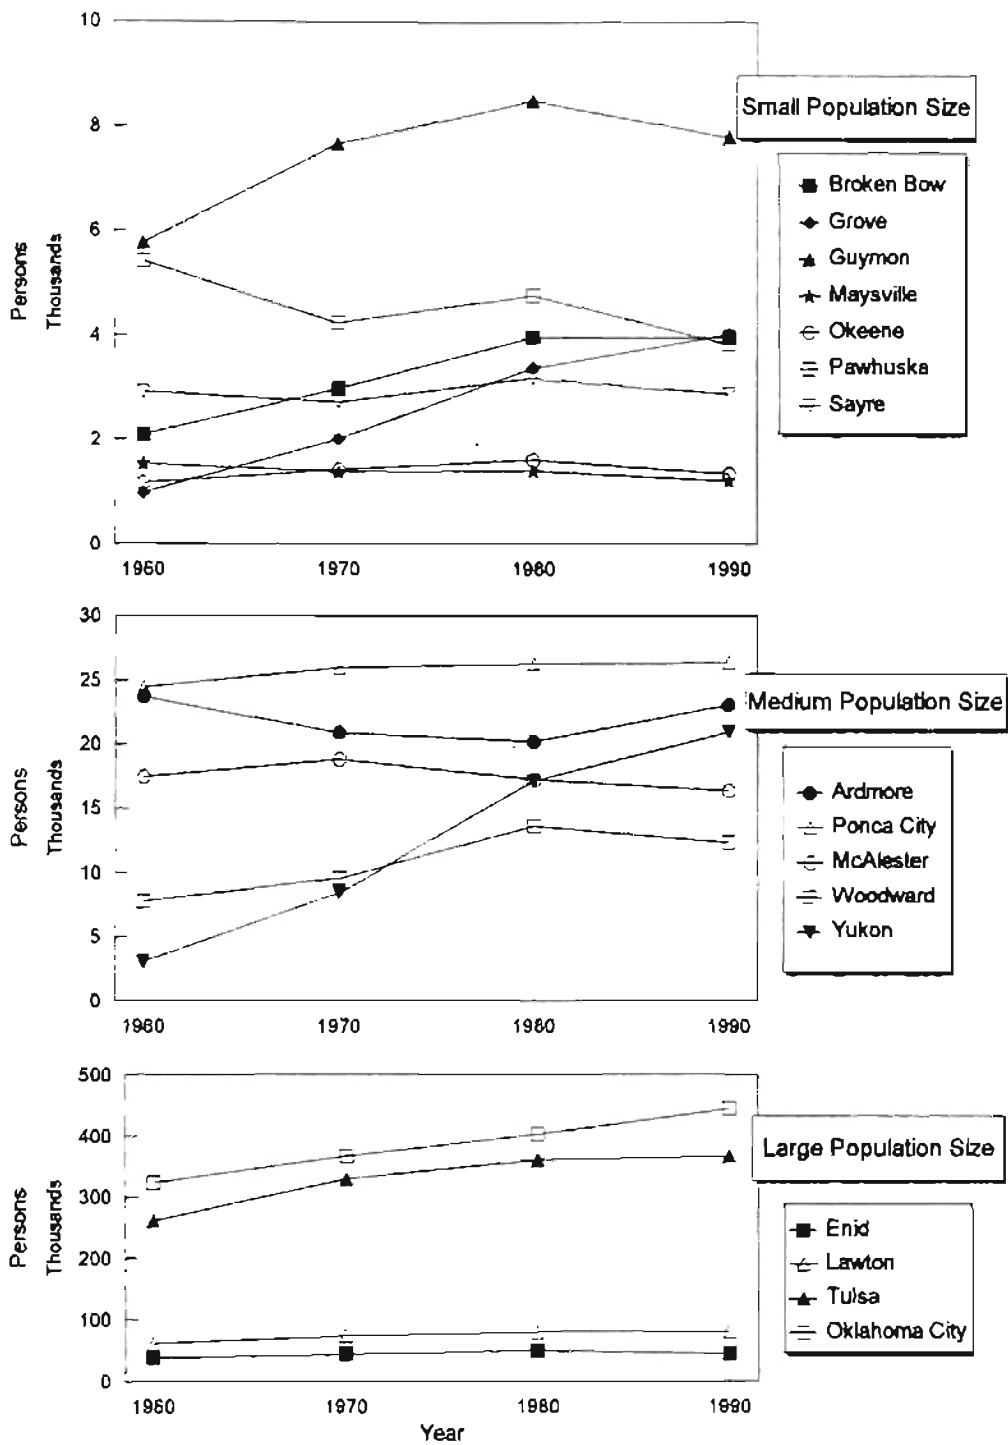 10
8
6
4
2
0
Persons
Thousands
1960
1970
1980
1990
Small Population Size
Broken Bow
Grove
Guymon
Maysville
Okeene
Pawhuska
Sayre
30
25
20
15
10
5
0
Persons
Thousands
1960
1970
1980
1990
Medium Population Size
Ardmore
Ponca City
McAlester
Woodward
Yukon
500
400
300
200
100
0
Persons
Thousands
1960
1970
1980
1990
Year
Large Population Size
Enid
Lawton
Tulsa
Oklahoma City